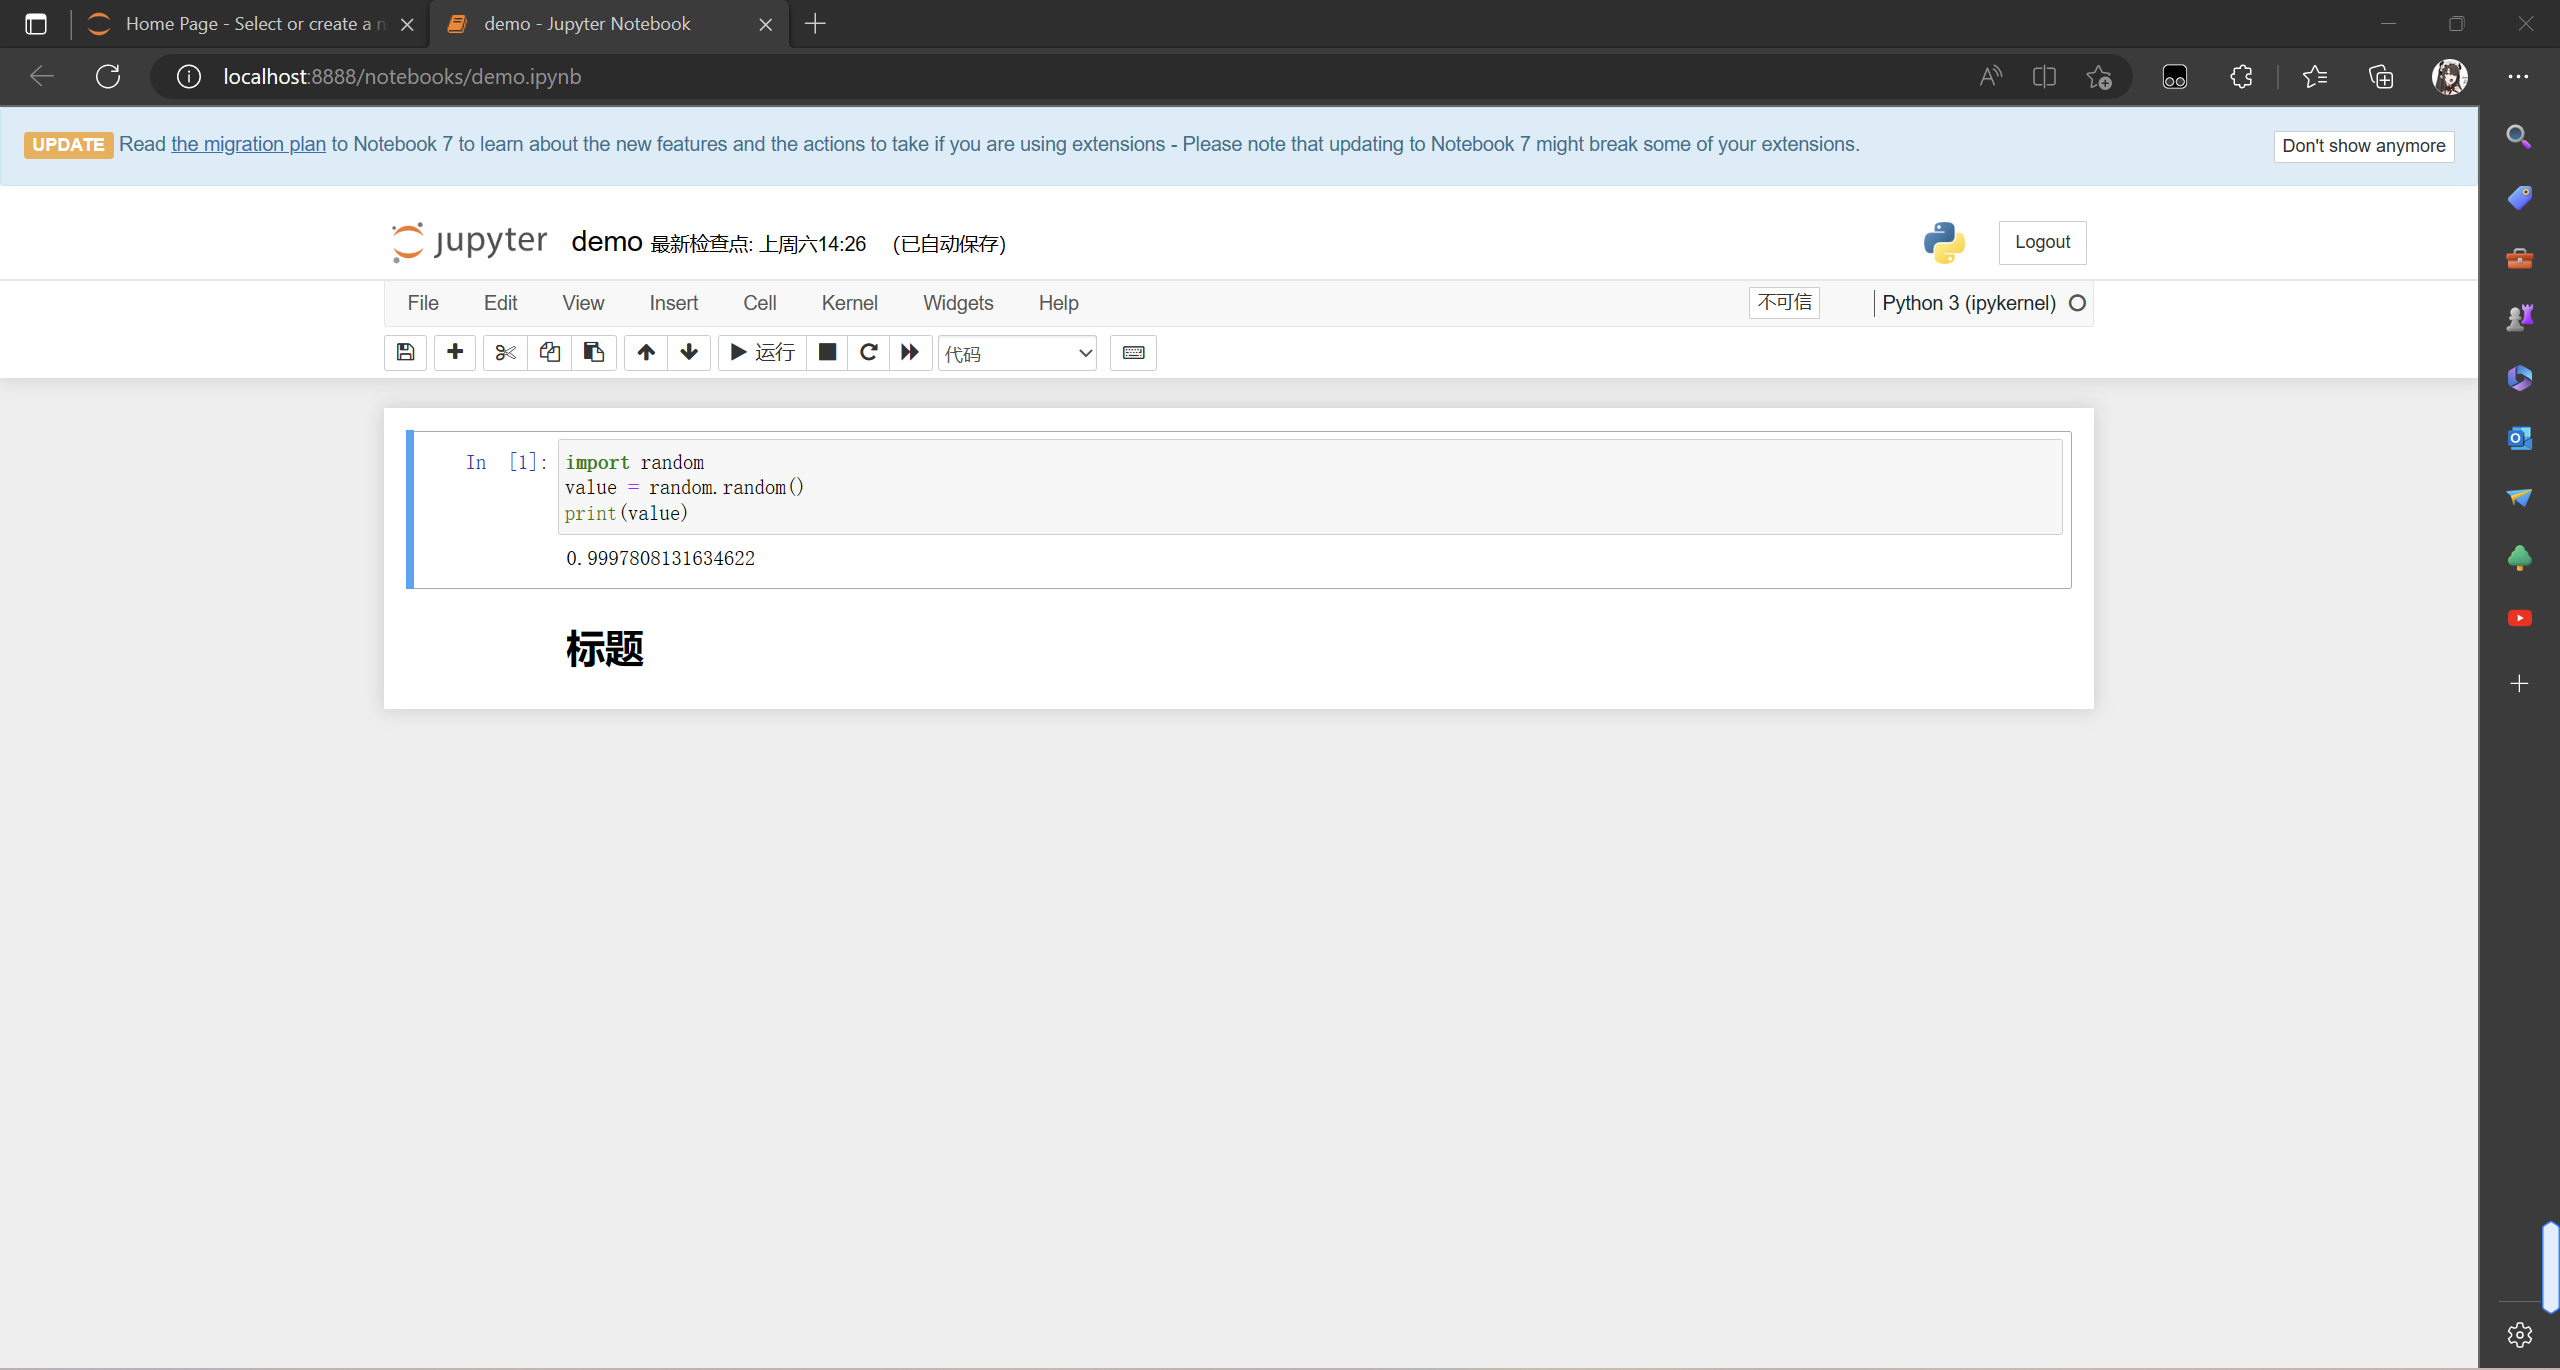 Home Page - Select or create a n
demo - Jupyter Notebook
localhost:8888/notebooks/demo.ipynb
UPDATE Read the migration plan to Notebook 7 to learn about the new features and the actions to take if you are using extensions - Please note that updating to Notebook 7 might break some of your extensions.
Don't show anymore
jupyter demo 最新检查点: 上周六14:26 (已自动保存)
Logout
File Edit View Insert Cell Kernel Widgets Help
不可信
Python 3 (ipykernel)
运行
代码
In [1]: import random
value = random.random()
print(value)
0.9997808131634622
标题